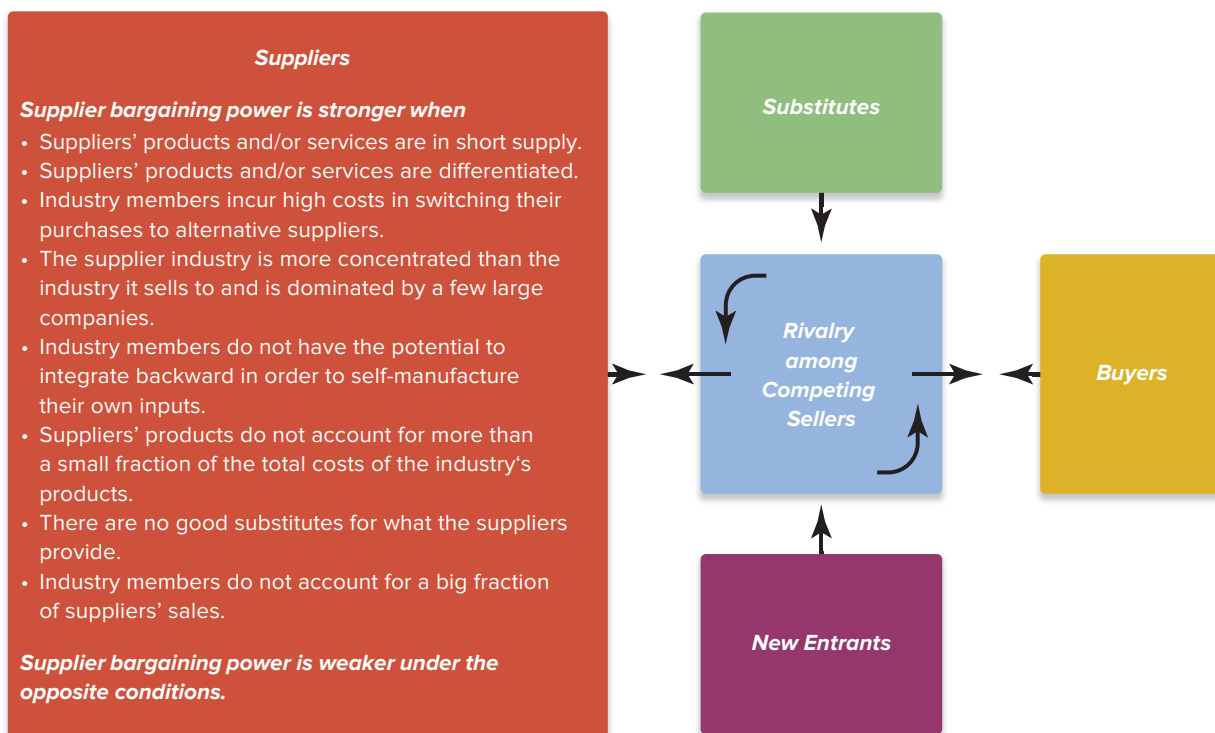 Suppliers
Supplier bargaining power is stronger when
• Suppliers’ products and/or services are in short supply.
• Suppliers’ products and/or services are differentiated.
• Industry members incur high costs in switching their
purchases to alternative suppliers.
• The supplier industry is more concentrated than the
industry it sells to and is dominated by a few large
companies.
• Industry members do not have the potential to
integrate backward in order to self-manufacture
their own inputs.
• Suppliers’ products do not account for more than
a small fraction of the total costs of the industry‘s
products.
• There are no good substitutes for what the suppliers
provide.
• Industry members do not account for a big fraction
of suppliers’ sales.
Supplier bargaining power is weaker under the
opposite conditions.
Substitutes
Rivalry
among
Competing
Sellers
Buyers
New Entrants